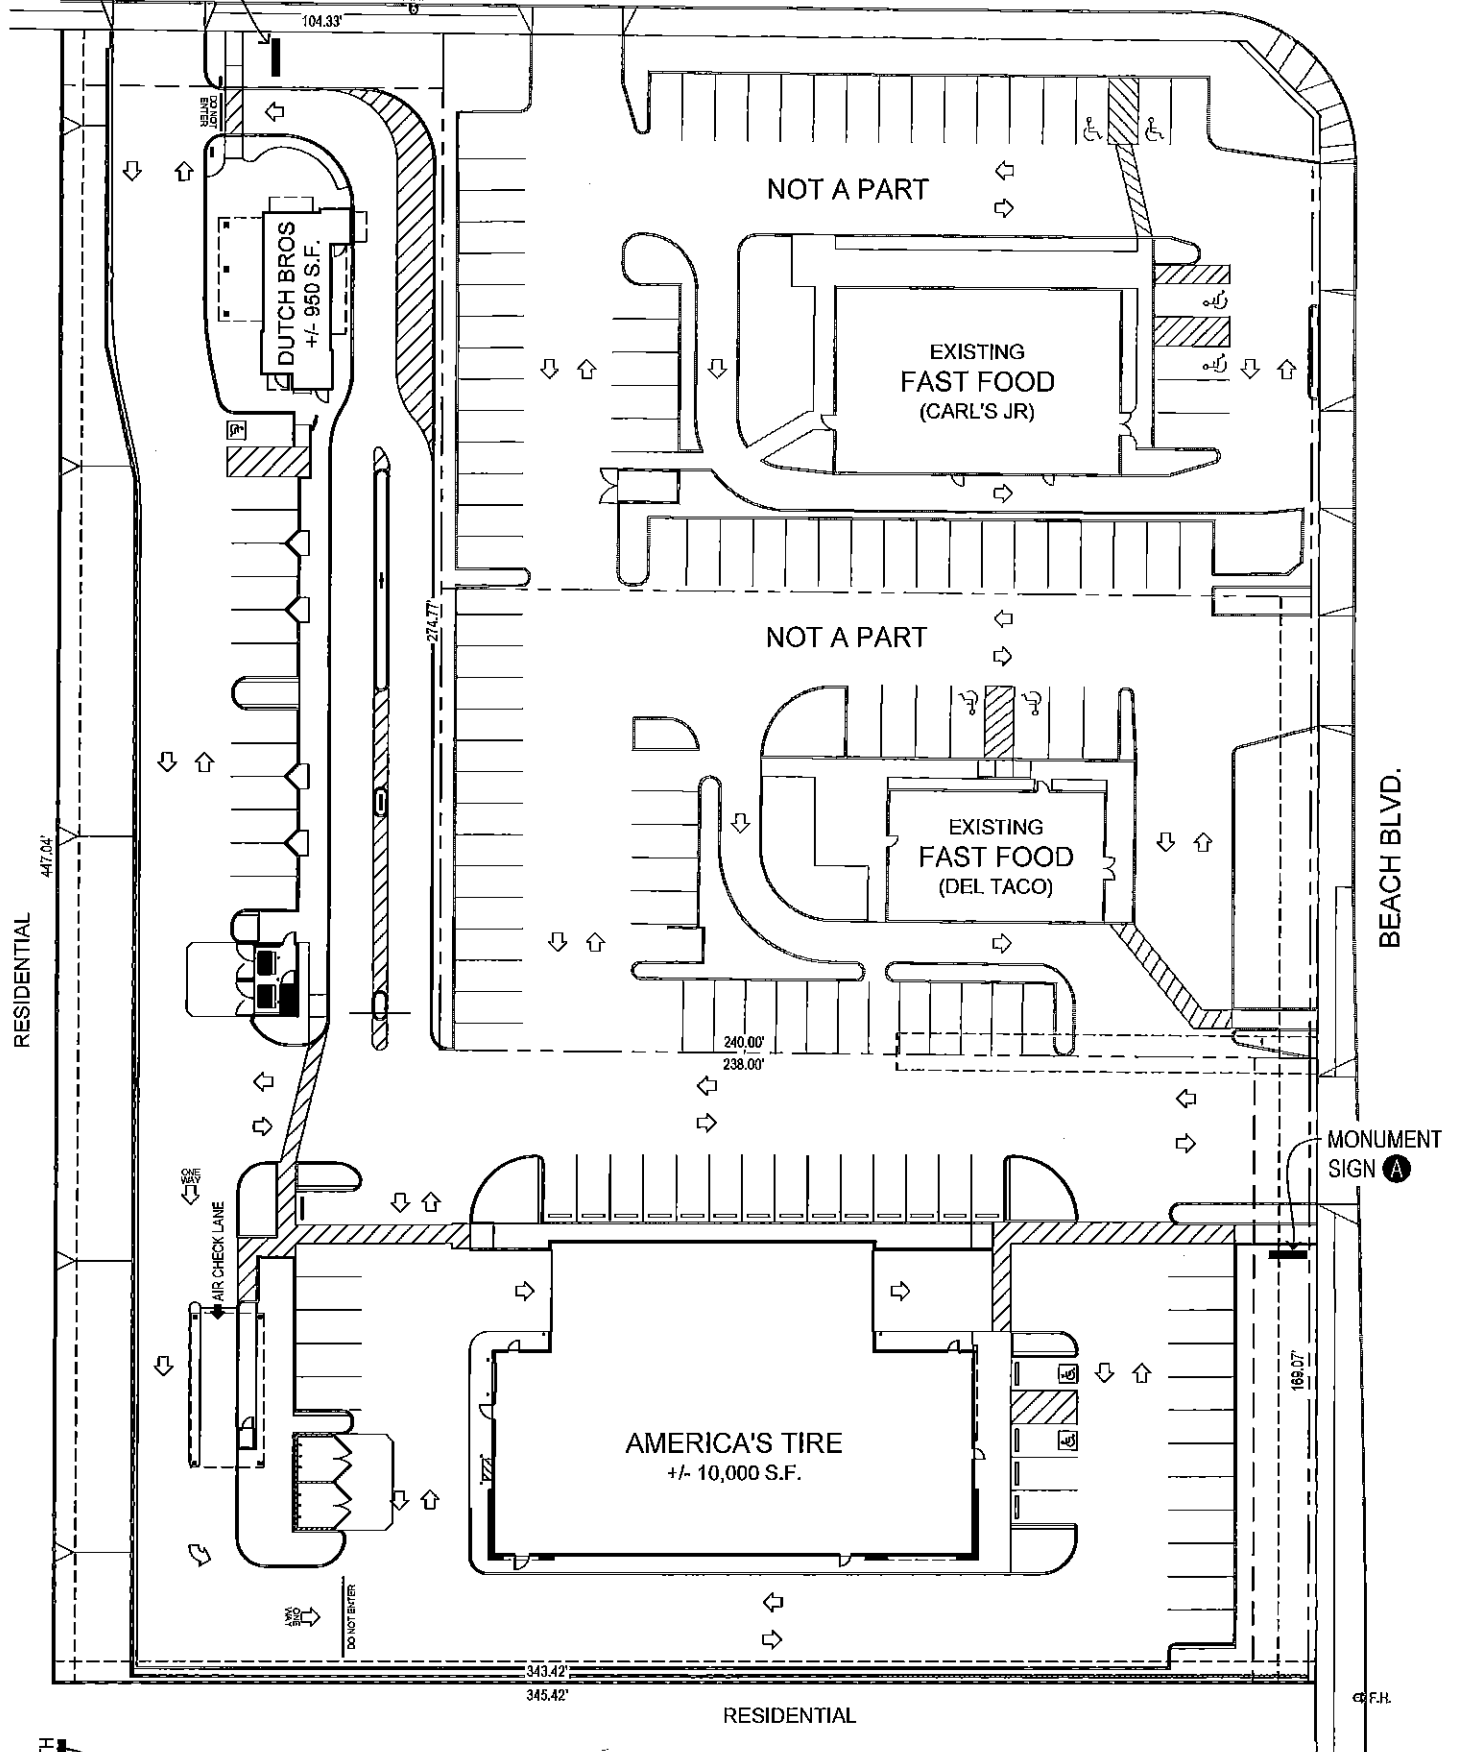 104.33'
DO NOT
ENTER
NOT A PART
DUTCH BROS
+/- 950 S.F.
EXISTING
FAST FOOD
(CARL'S JR)
274.77'
NOT A PART
EXISTING
FAST FOOD
(DEL TACO)
BEACH BLVD.
447.04'
RESIDENTIAL
240.00'
238.00'
MONUMENT
SIGN A
ONE
WAY
AIR CHECK LANE
169.07'
AMERICA'S TIRE
+/- 10,000 S.F.
ONE
WAY
DO NOT ENTER
343.42'
345.42'
RESIDENTIAL
F.H.